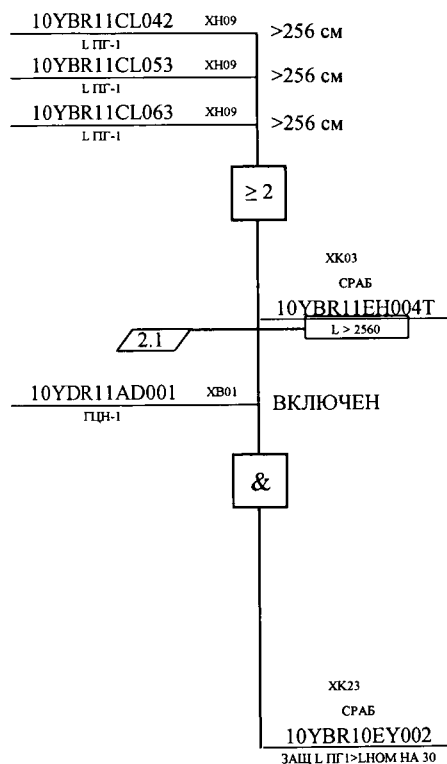 10YBR11CL042 XH09 >256 см
L ПГ-1
10YBR11CL053 XH09 >256 см
L ПГ-1
10YBR11CL063 XH09 >256 см
L ПГ-1
≥ 2
XK03
СРАБ
10YBR11EH004T
L > 2560
2.1
10YDR11AD001 XB01 ВКЛЮЧЕН
ГЦН-1
&
XK23
СРАБ
10YBR10EY002
ЗАЩ L ПГ1>LНОМ НА 30